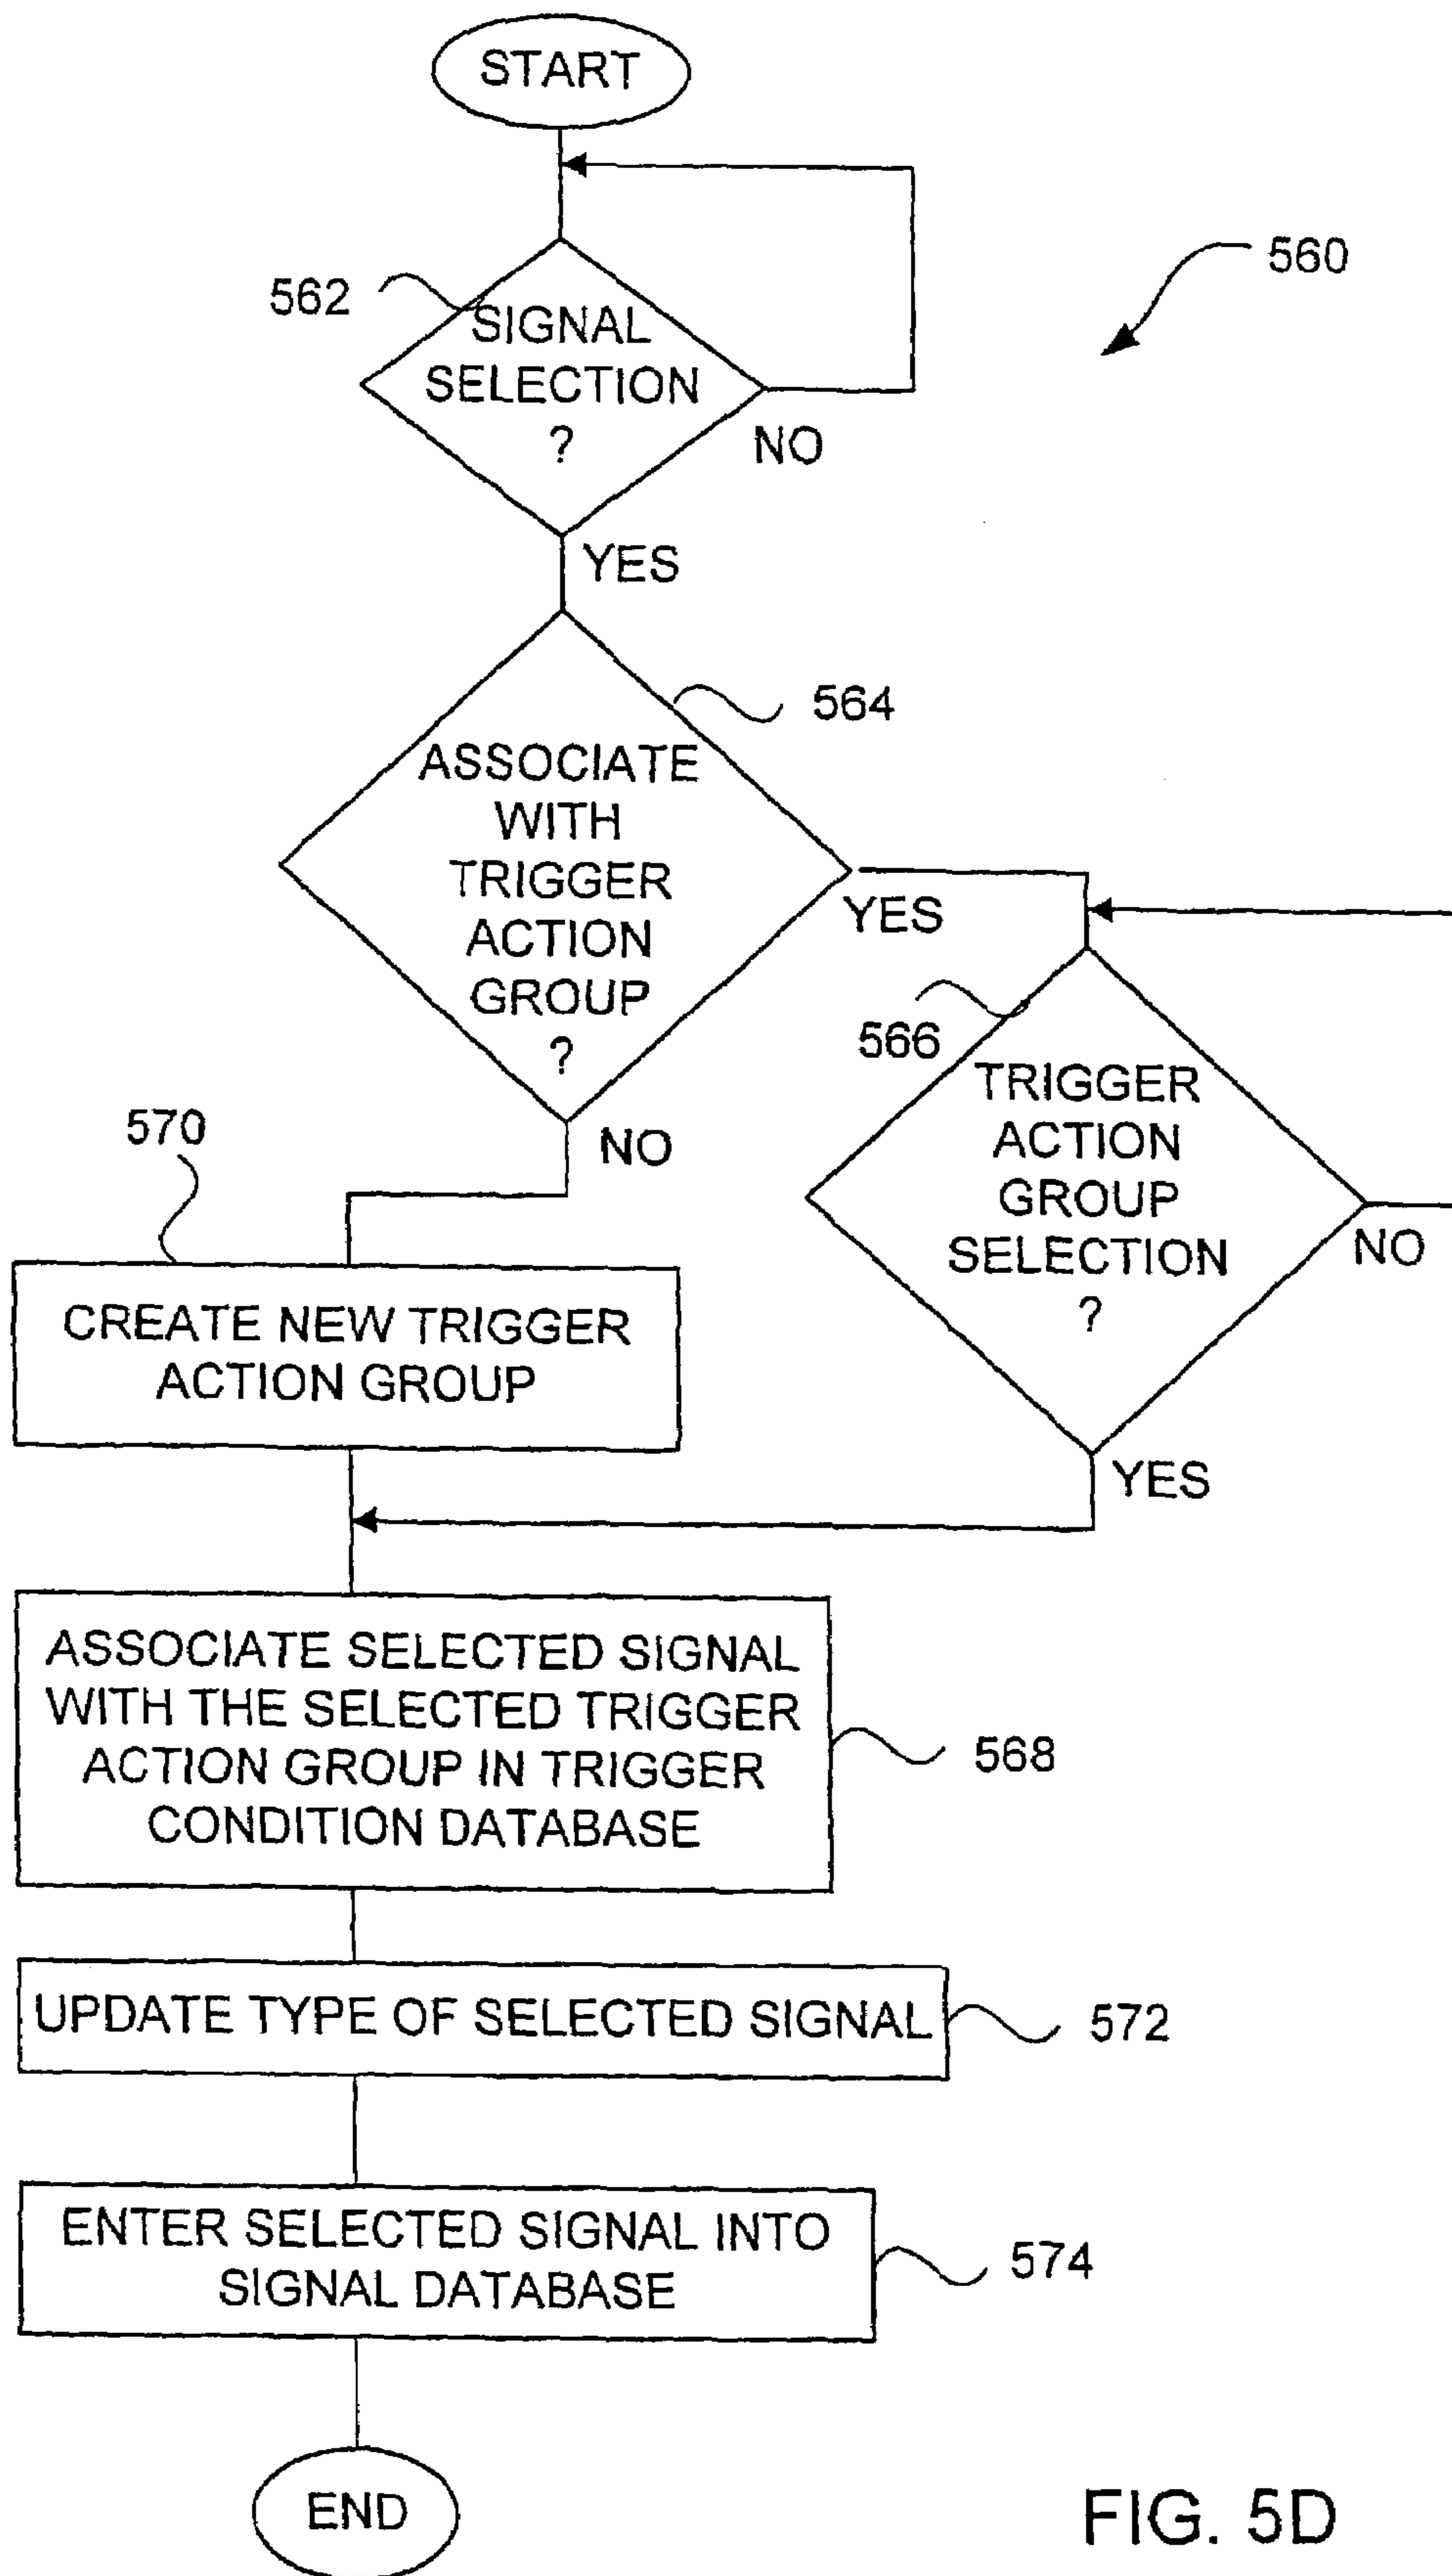 START
560
562
SIGNAL
SELECTION
?
NO
YES
564
ASSOCIATE
WITH
TRIGGER
ACTION
GROUP
?
YES
NO
566
TRIGGER
ACTION
GROUP
SELECTION
?
NO
YES
570
CREATE NEW TRIGGER
ACTION GROUP
ASSOCIATE SELECTED SIGNAL
WITH THE SELECTED TRIGGER
ACTION GROUP IN TRIGGER
CONDITION DATABASE
568
UPDATE TYPE OF SELECTED SIGNAL
572
ENTER SELECTED SIGNAL INTO
SIGNAL DATABASE
574
END
FIG. 5D